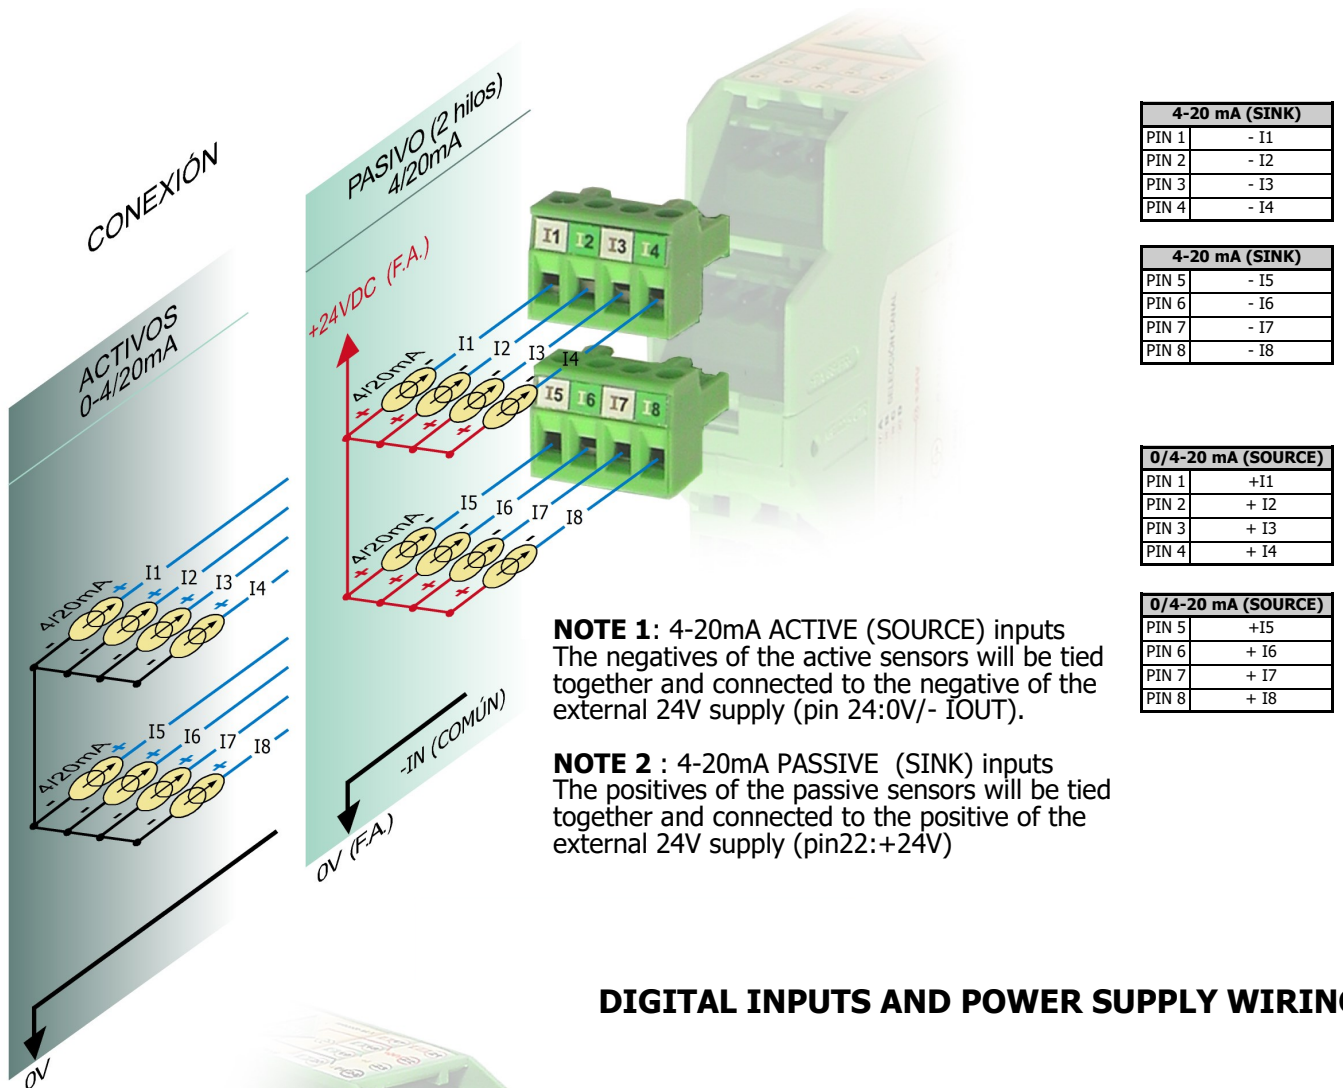 CONEXIÓN
ACTIVOS
0-4/20mA
4/20mA
I1
I2
I3
I4
4/20mA
I5
I6
I7
I8
0V
PASIVO (2 hilos)
4/20mA
+24VDC (F.A.)
4/20mA
I1
I2
I3
I4
4/20mA
I5
I6
I7
I8
-IN (COMÚN)
0V (F.A.)
I1 I2 I3 I4
I5 I6 I7 I8
SELECCIÓN CANAL
4-20 mA (SINK)
PIN 1 - I1
PIN 2 - I2
PIN 3 - I3
PIN 4 - I4
4-20 mA (SINK)
PIN 5 - I5
PIN 6 - I6
PIN 7 - I7
PIN 8 - I8
0/4-20 mA (SOURCE)
PIN 1 +I1
PIN 2 + I2
PIN 3 + I3
PIN 4 + I4
0/4-20 mA (SOURCE)
PIN 5 +I5
PIN 6 + I6
PIN 7 + I7
PIN 8 + I8
NOTE 1: 4-20mA ACTIVE (SOURCE) inputs
The negatives of the active sensors will be tied
together and connected to the negative of the
external 24V supply (pin 24:0V/- IOUT).
NOTE 2 : 4-20mA PASSIVE (SINK) inputs
The positives of the passive sensors will be tied
together and connected to the positive of the
external 24V supply (pin22:+24V)
DIGITAL INPUTS AND POWER SUPPLY WIRING